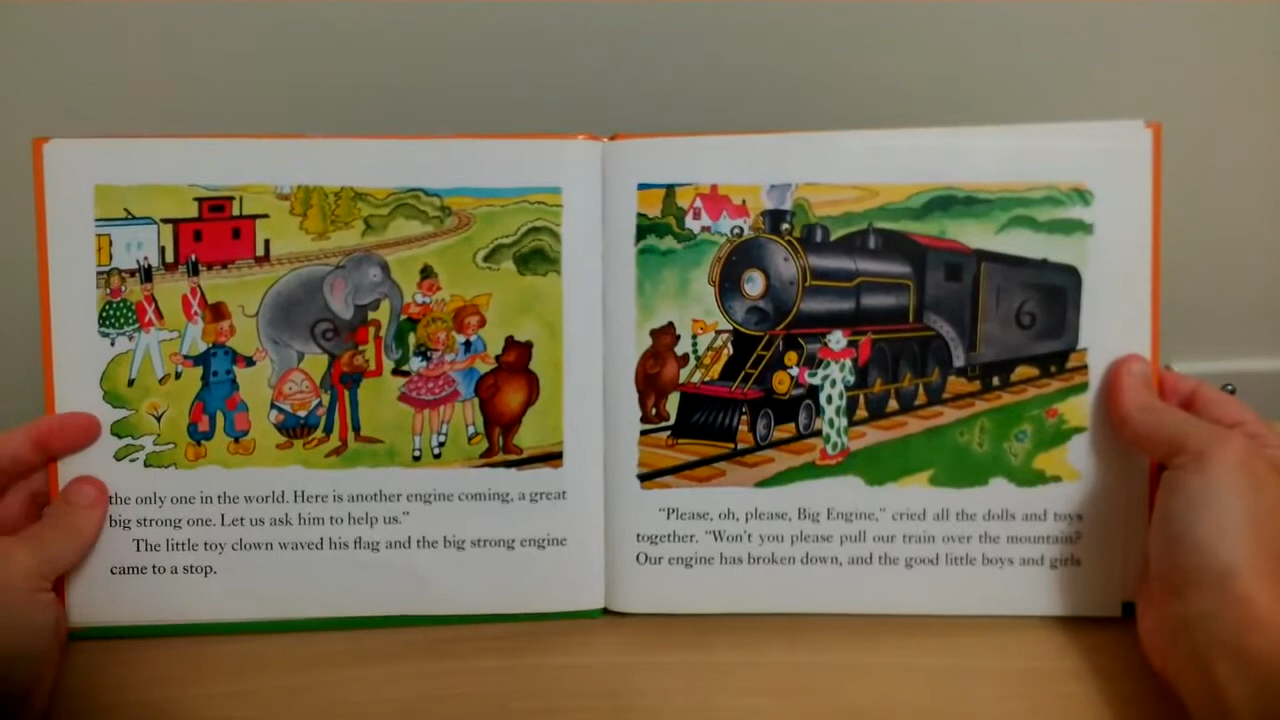 the only one in the world. Here is another engine coming, a great
big strong one. Let us ask him to help us.”
The little toy clown waved his flag and the big strong engine
came to a stop.
6
“Please, oh, please, Big Engine,” cried all the dolls and toys
together. “Won’t you please pull our train over the mountain?
Our engine has broken down, and the good little boys and girls